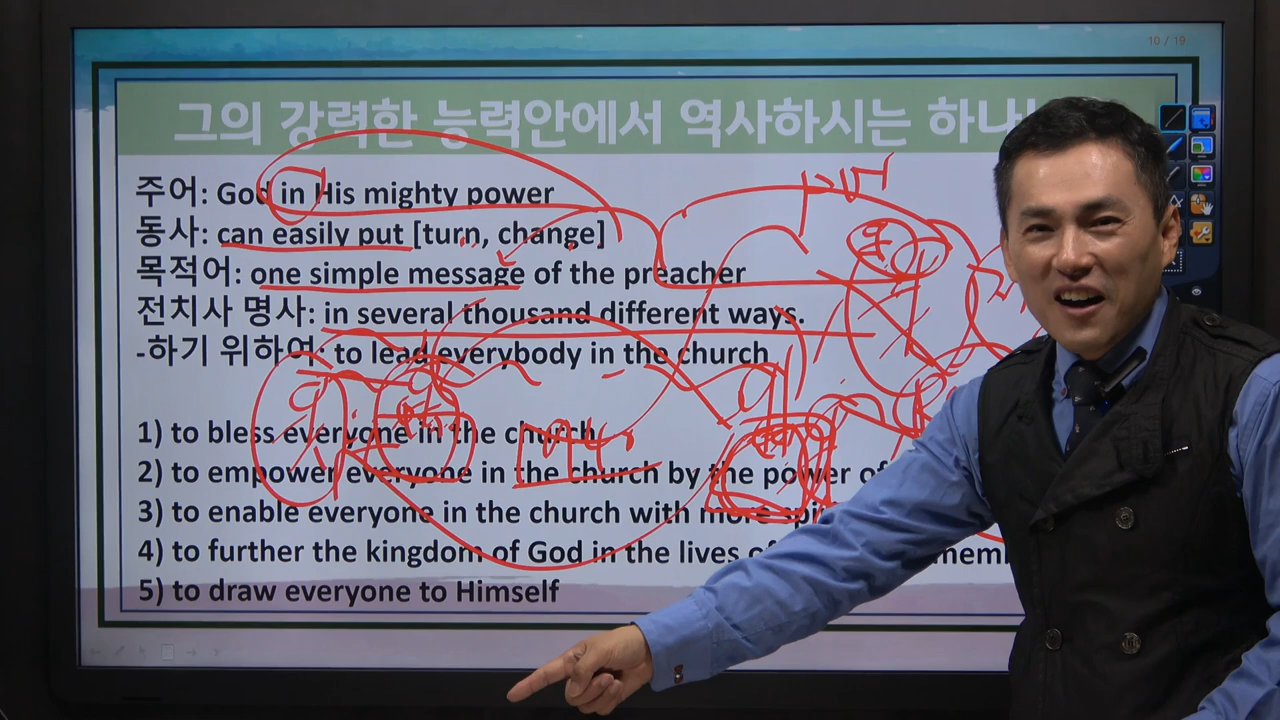 10 / 19
그의 강력한 능력안에서 역사하시는 하나
주어: God in His mighty power
동사: can easily put [turn, change]
목적어: one simple message of the preacher
전치사 명사: in several thousand different ways.
-하기 위하여: to lead everybody in the church
1) to bless everyone in the church
2) to empower everyone in the church by the power of
3) to enable everyone in the church with more
4) to further the kingdom of God in the lives of
5) to draw everyone to Himself